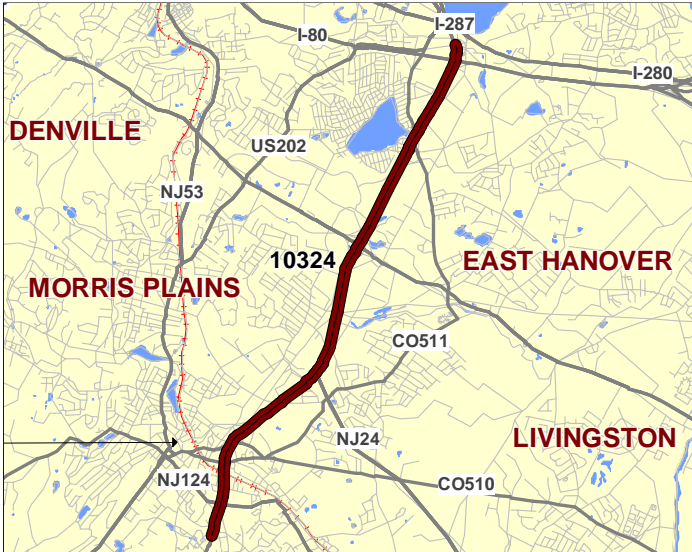 I-287
I-80
I-280
DENVILLE
US202
NJ53
10324
EAST HANOVER
MORRIS PLAINS
CO511
NJ24
LIVINGSTON
NJ124
CO510